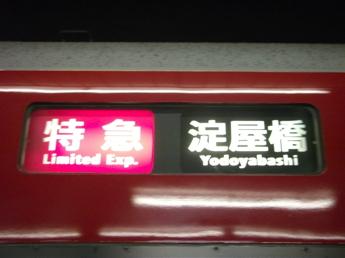 特急 淀屋橋
Limited Exp. Yodoyabashi